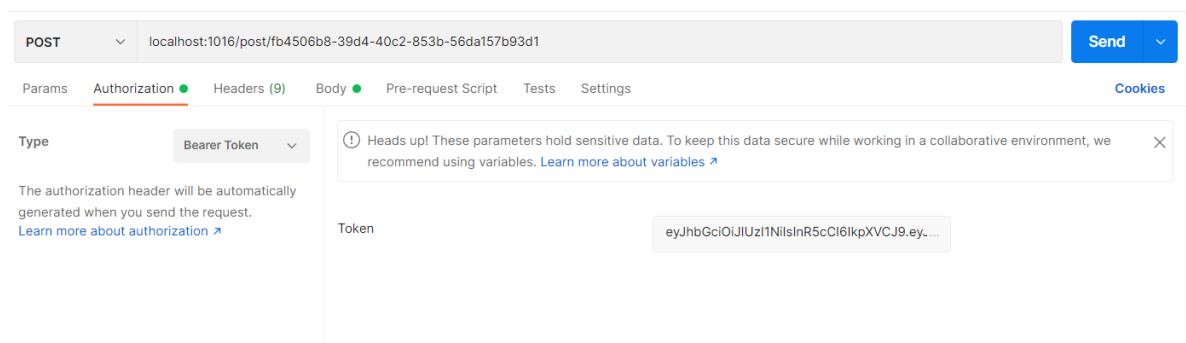 POST localhost:1016/post/fb4506b8-39d4-40c2-853b-56da157b93d1 Send
Params Authorization Headers (9) Body Pre-request Script Tests Settings Cookies
Type Bearer Token
The authorization header will be automatically
generated when you send the request.
Learn more about authorization ↗
Heads up! These parameters hold sensitive data. To keep this data secure while working in a collaborative environment, we
recommend using variables. Learn more about variables ↗
Token eyJhbGciOiJIUzI1NiIsInR5cCI6IkpXVCJ9.eyJ...